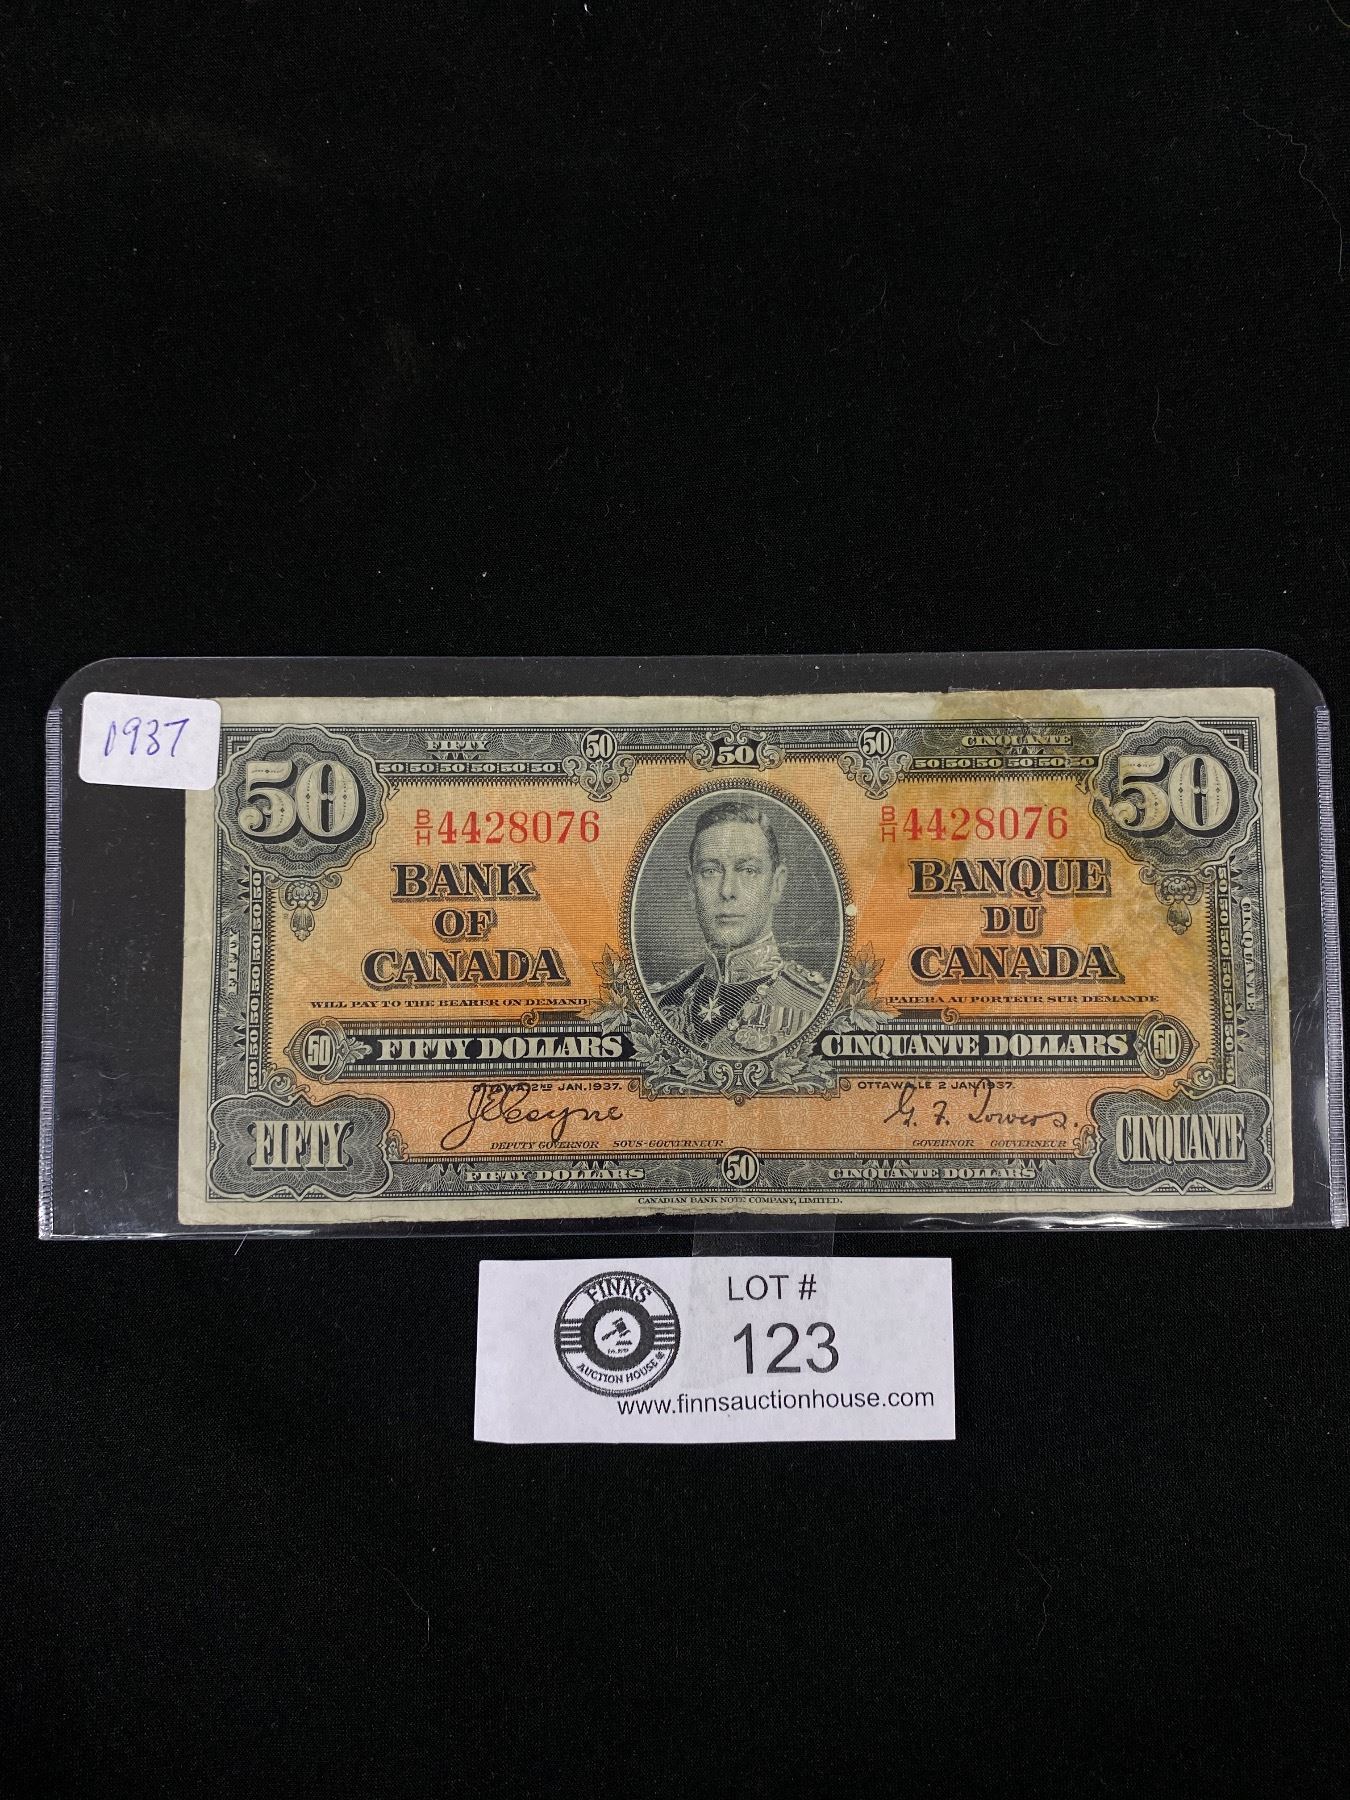 1937
FIFTY
50
CINQUANTE
50 50 50 50 50 50
50
50
50 50 50 50 50 50
50
50
B/H 4428076
B/H 4428076
BANK
OF
CANADA
BANQUE
DU
CANADA
FIFTY
CINQUANTE
WILL PAY TO THE BEARER ON DEMAND
PAIERA AU PORTEUR SUR DEMANDE
50 FIFTY DOLLARS
CINQUANTE DOLLARS 50
OTTAWA, 2ND JAN. 1937.
OTTAWA, LE 2 JAN. 1937.
J.E. Coyne
G. F. Towers.
DEPUTY GOVERNOR SOUS-GOUVERNEUR
GOVERNOR GOUVERNEUR
FIFTY
CINQUANTE
FIFTY DOLLARS
50
CINQUANTE DOLLARS
CANADIAN BANK NOTE COMPANY, LIMITED.
FINNS
AUCTION HOUSE
LOT #
123
www.finnsauctionhouse.com